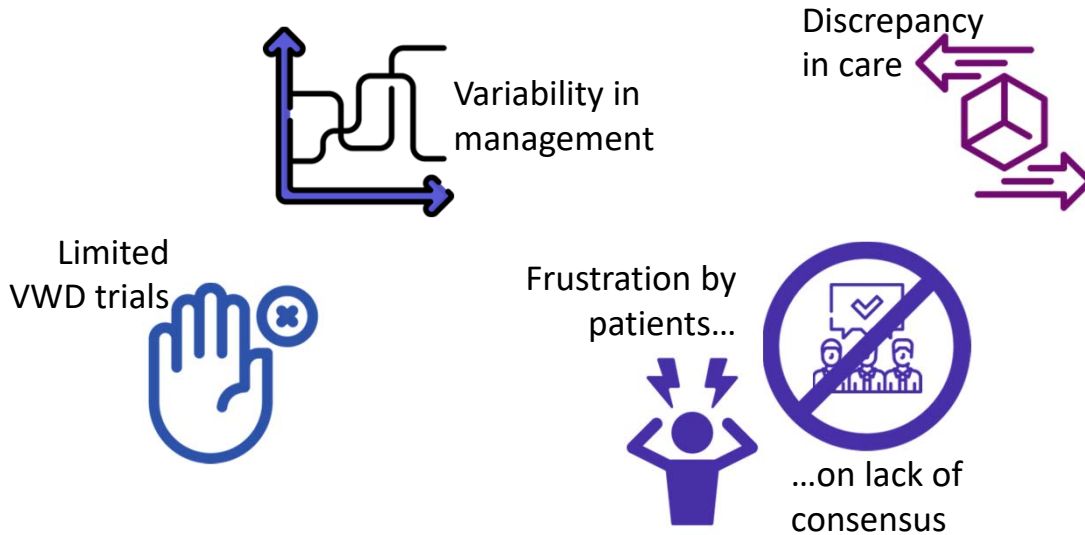 Discrepancy
in care
Variability in
management
Limited
VWD trials
Frustration by
patients…
…on lack of
consensus